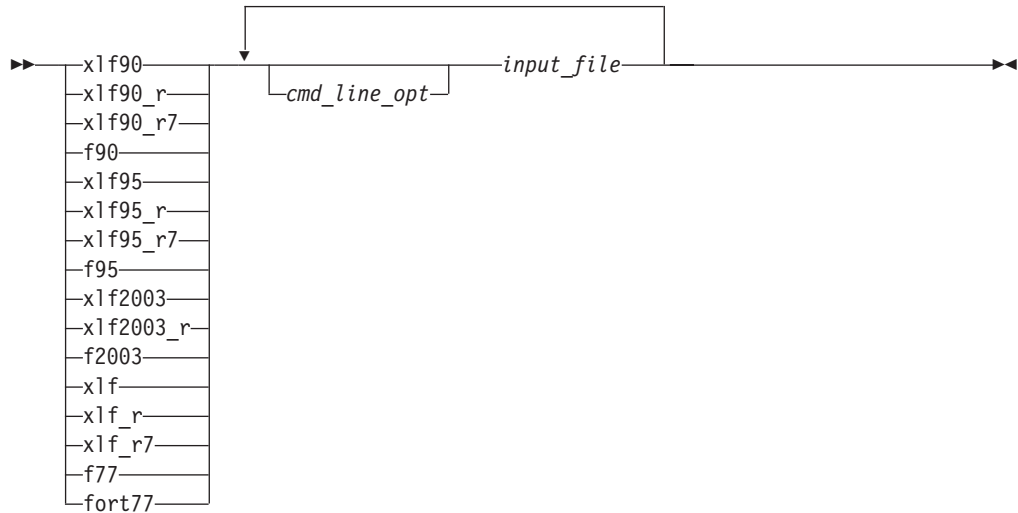 xlf90 input_file
xlf90_r cmd_line_opt
xlf90_r7
f90
xlf95
xlf95_r
xlf95_r7
f95
xlf2003
xlf2003_r
f2003
xlf
xlf_r
xlf_r7
f77
fort77